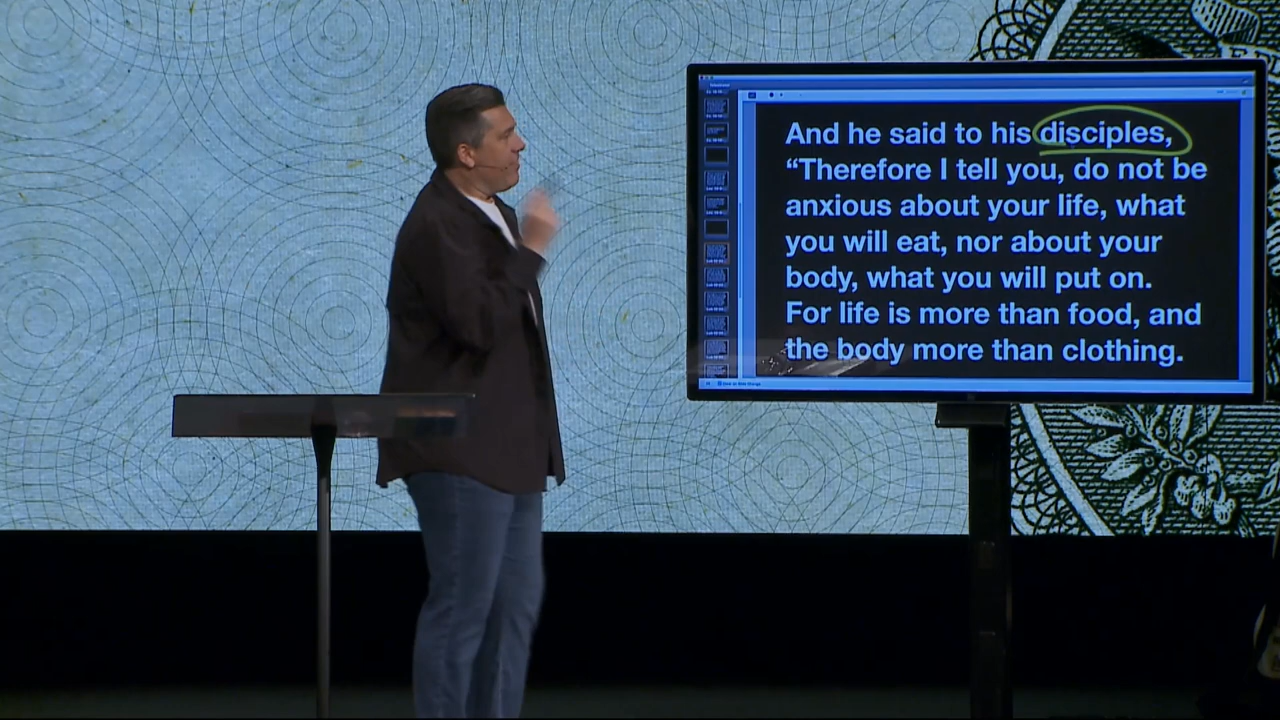 And he said to his disciples,
“Therefore I tell you, do not be
anxious about your life, what
you will eat, nor about your
body, what you will put on.
For life is more than food, and
the body more than clothing.